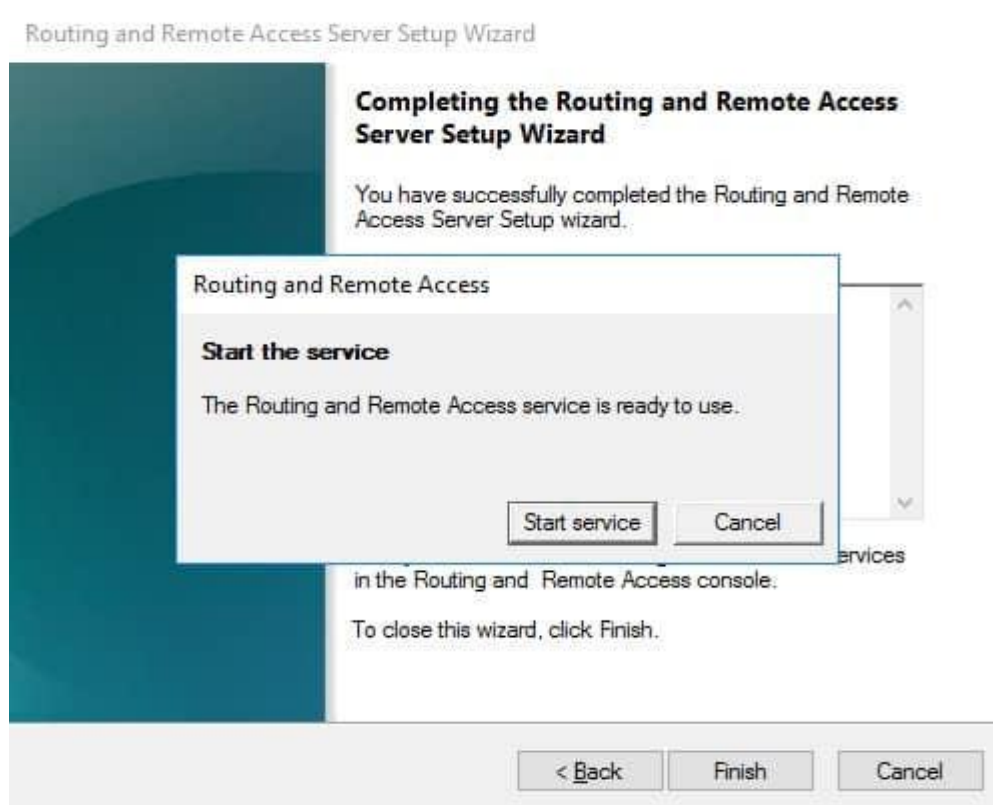 Routing and Remote Access Server Setup Wizard
Completing the Routing and Remote Access
Server Setup Wizard
You have successfully completed the Routing and Remote
Access Server Setup wizard.
Routing and Remote Access
Start the service
The Routing and Remote Access service is ready to use.
Start service
Cancel
in the Routing and Remote Access console.
To close this wizard, click Finish.
< Back
Finish
Cancel